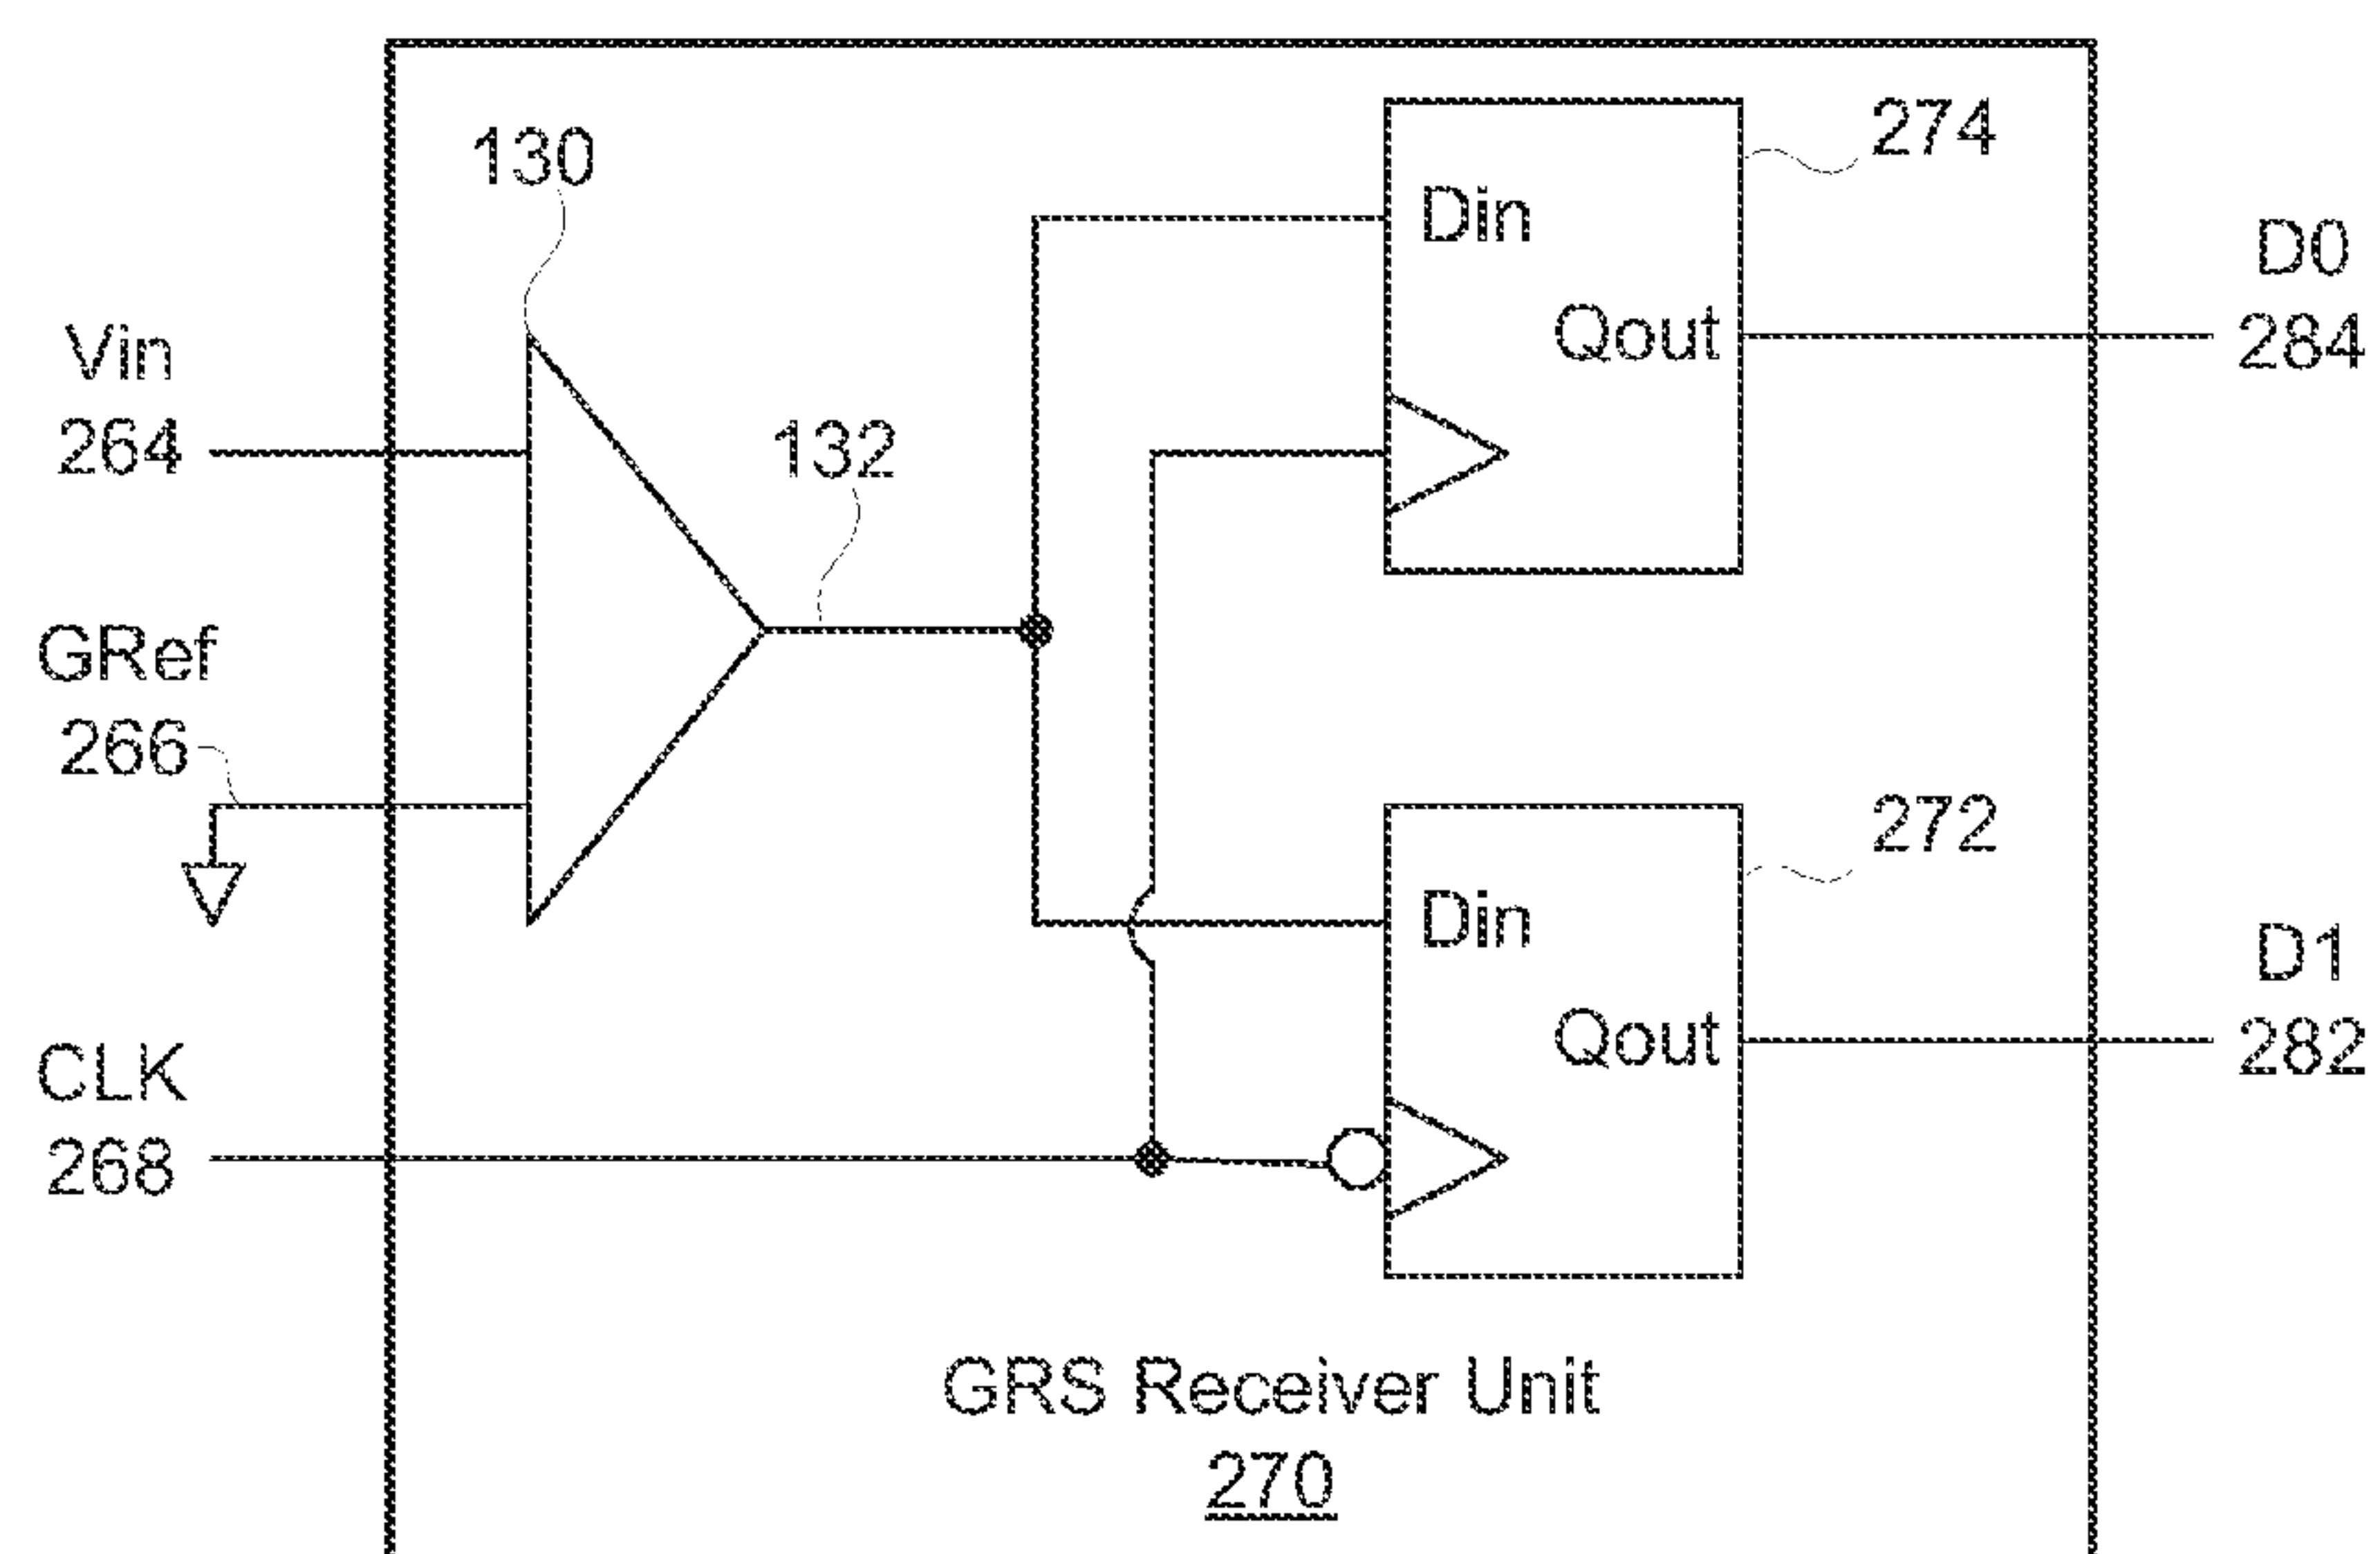 130
274
Din
D0
Qout
284
Vin
264
132
GRef
266
272
Din
D1
Qout
282
CLK
268
GRS Receiver Unit
270